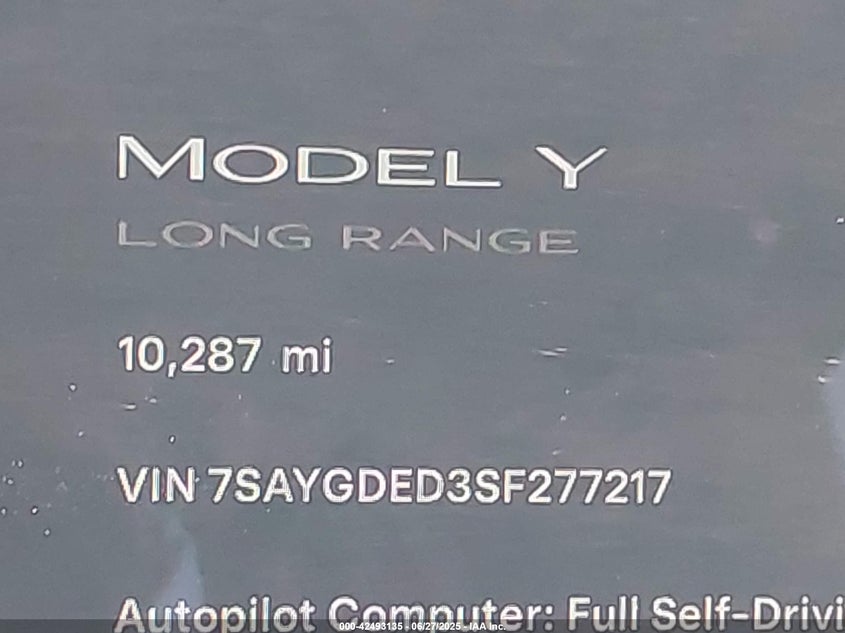 MODEL Y
LONG RANGE
10,287 mi
VIN 7SAYGDED3SF277217
Autopilot Computer: Full Self-Drivi
000-42493135 - 06/27/2025 - IAA Inc.